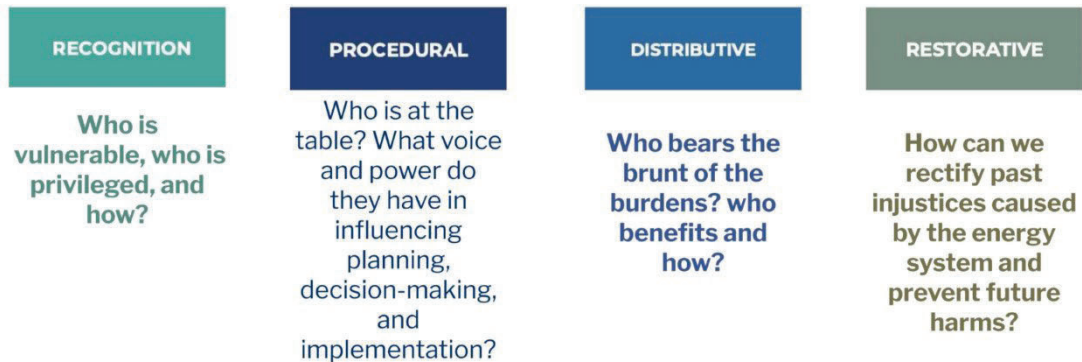 RECOGNITION
Who is
vulnerable, who is
privileged, and
how?
PROCEDURAL
Who is at the
table? What voice
and power do
they have in
influencing
planning,
decision-making,
and
implementation?
DISTRIBUTIVE
Who bears the
brunt of the
burdens? who
benefits and
how?
RESTORATIVE
How can we
rectify past
injustices caused
by the energy
system and
prevent future
harms?